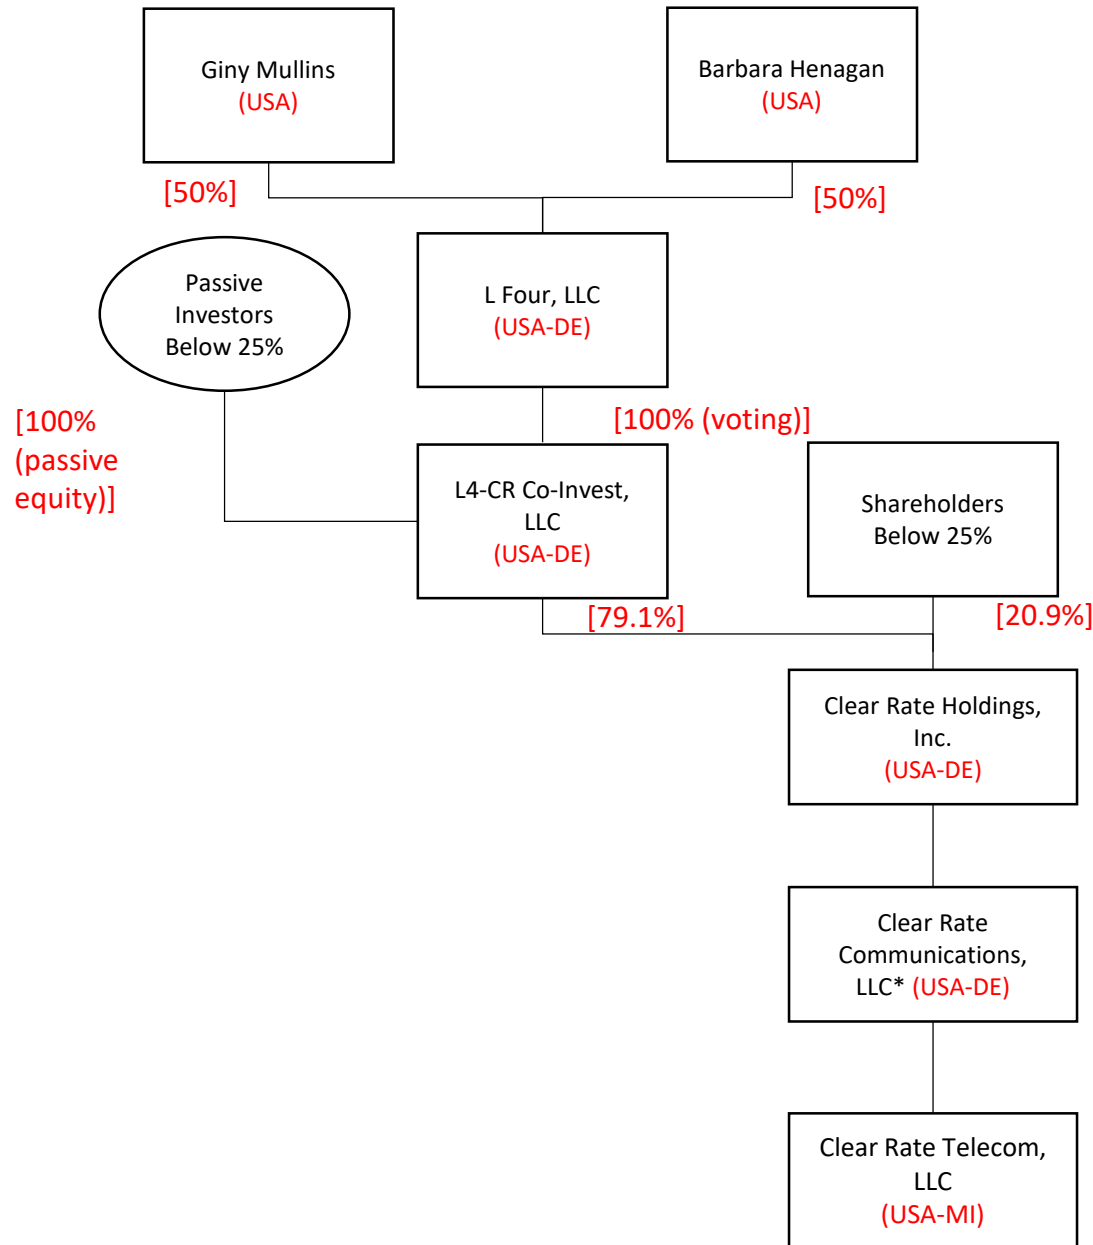 Giny Mullins
(USA)
Barbara Henagan
(USA)
[50%]
[50%]
Passive
Investors
Below 25%
L Four, LLC
(USA-DE)
[100%
(passive
equity)]
[100% (voting)]
L4-CR Co-Invest,
LLC
(USA-DE)
Shareholders
Below 25%
[79.1%]
[20.9%]
Clear Rate Holdings,
Inc.
(USA-DE)
Clear Rate
Communications,
LLC* (USA-DE)
Clear Rate Telecom,
LLC
(USA-MI)